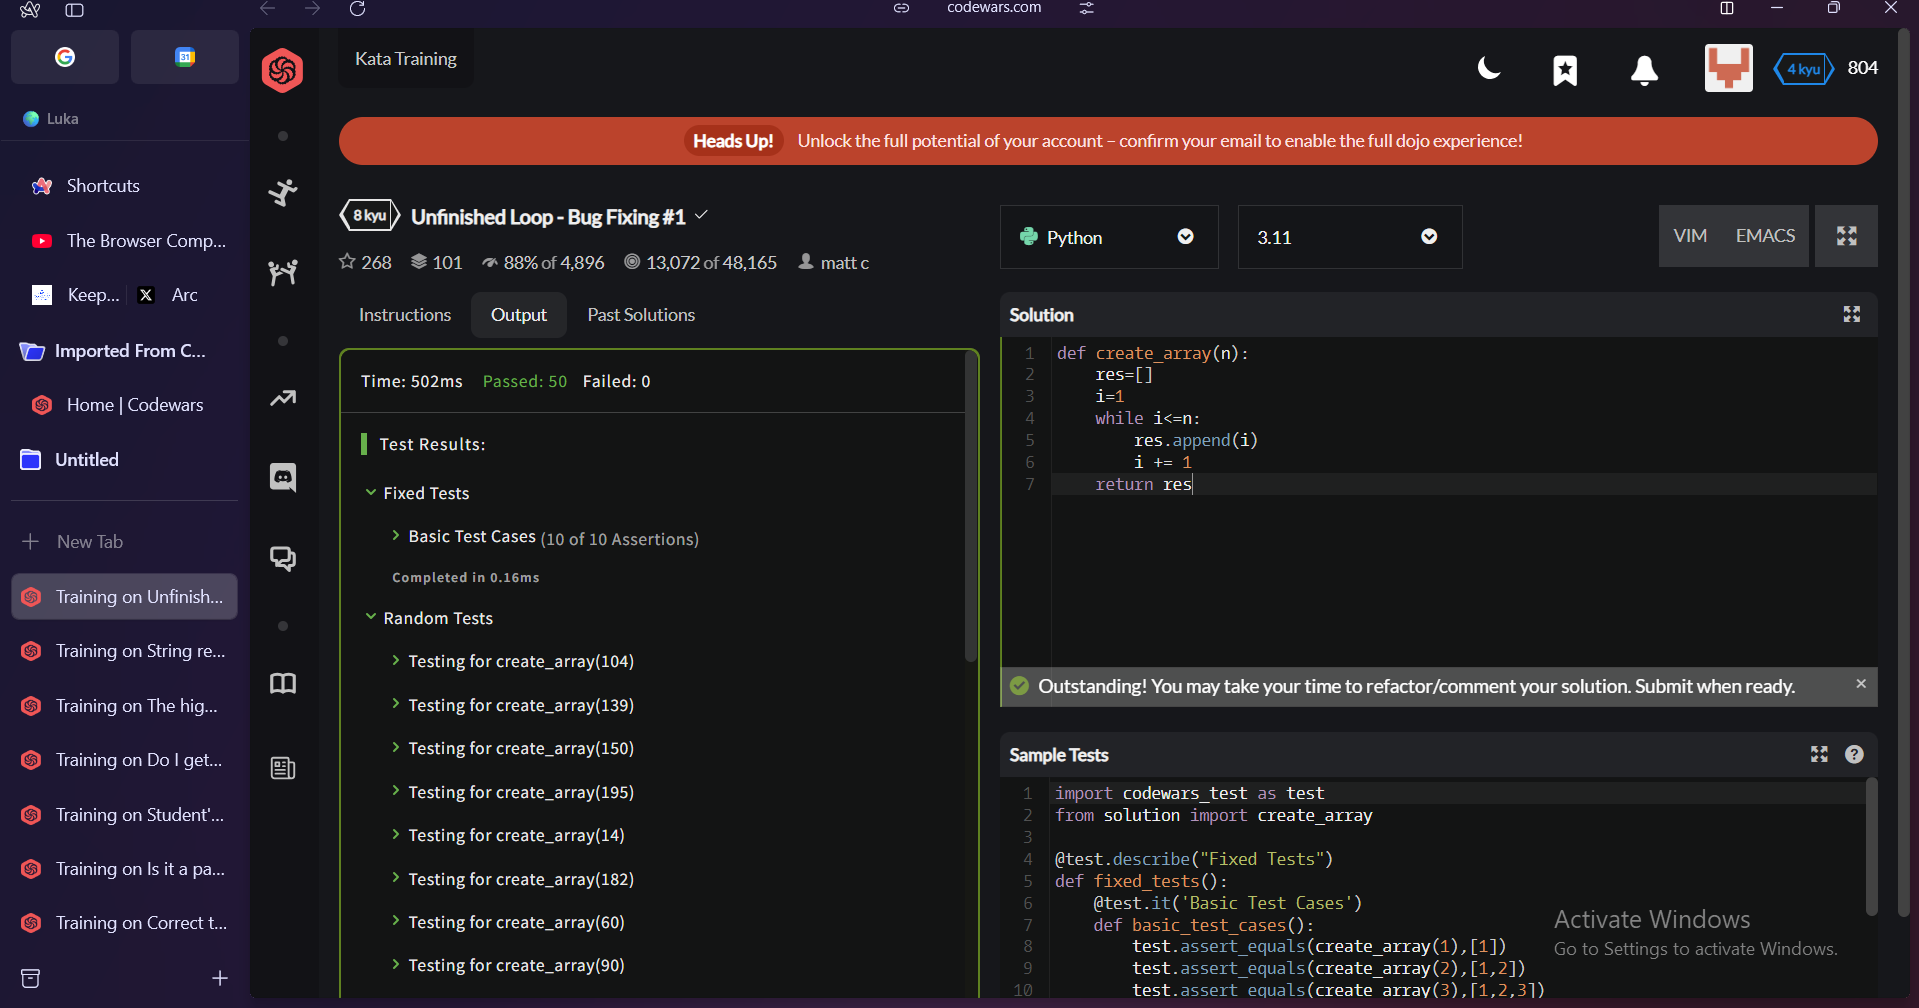 codewars.com
31
Luka
Shortcuts
The Browser Comp...
Keep...
X
Arc
Imported From C...
Home | Codewars
Untitled
New Tab
Training on Unfinish...
Training on String re...
Training on The hig...
Training on Do I get...
Training on Student'...
Training on Is it a pa...
Training on Correct t...
Kata Training
4 kyu
804
Heads Up! Unlock the full potential of your account – confirm your email to enable the full dojo experience!
8 kyu Unfinished Loop - Bug Fixing #1
268 101 88% of 4,896 13,072 of 48,165 matt c
Instructions Output Past Solutions
Time: 502ms Passed: 50 Failed: 0
Test Results:
Fixed Tests
Basic Test Cases (10 of 10 Assertions)
Completed in 0.16ms
Random Tests
Testing for create_array(104)
Testing for create_array(139)
Testing for create_array(150)
Testing for create_array(195)
Testing for create_array(14)
Testing for create_array(182)
Testing for create_array(60)
Testing for create_array(90)
Python
3.11
VIM EMACS
Solution
1 def create_array(n):
2 res=[]
3 i=1
4 while i<=n:
5 res.append(i)
6 i += 1
7 return res
Outstanding! You may take your time to refactor/comment your solution. Submit when ready.
Sample Tests
1 import codewars_test as test
2 from solution import create_array
3
4 @test.describe("Fixed Tests")
5 def fixed_tests():
6 @test.it('Basic Test Cases')
7 def basic_test_cases():
8 test.assert_equals(create_array(1),[1])
9 test.assert_equals(create_array(2),[1,2])
10 test.assert_equals(create_array(3),[1,2,3])
Activate Windows
Go to Settings to activate Windows.